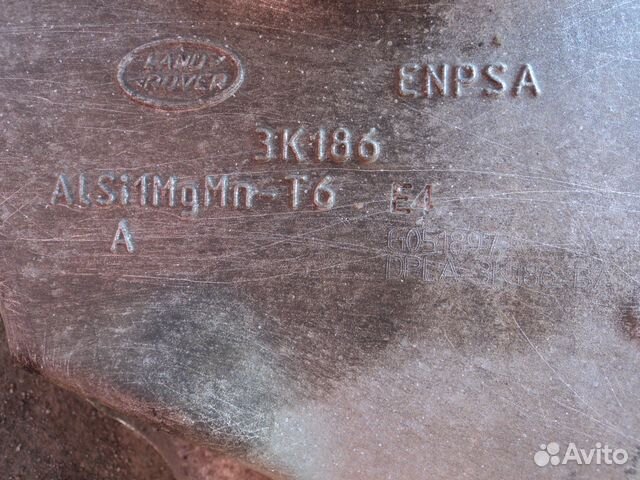 LAND
ROVER
ENPSA
3K186
AlSi1MgMn-T6 E4
A
Avito